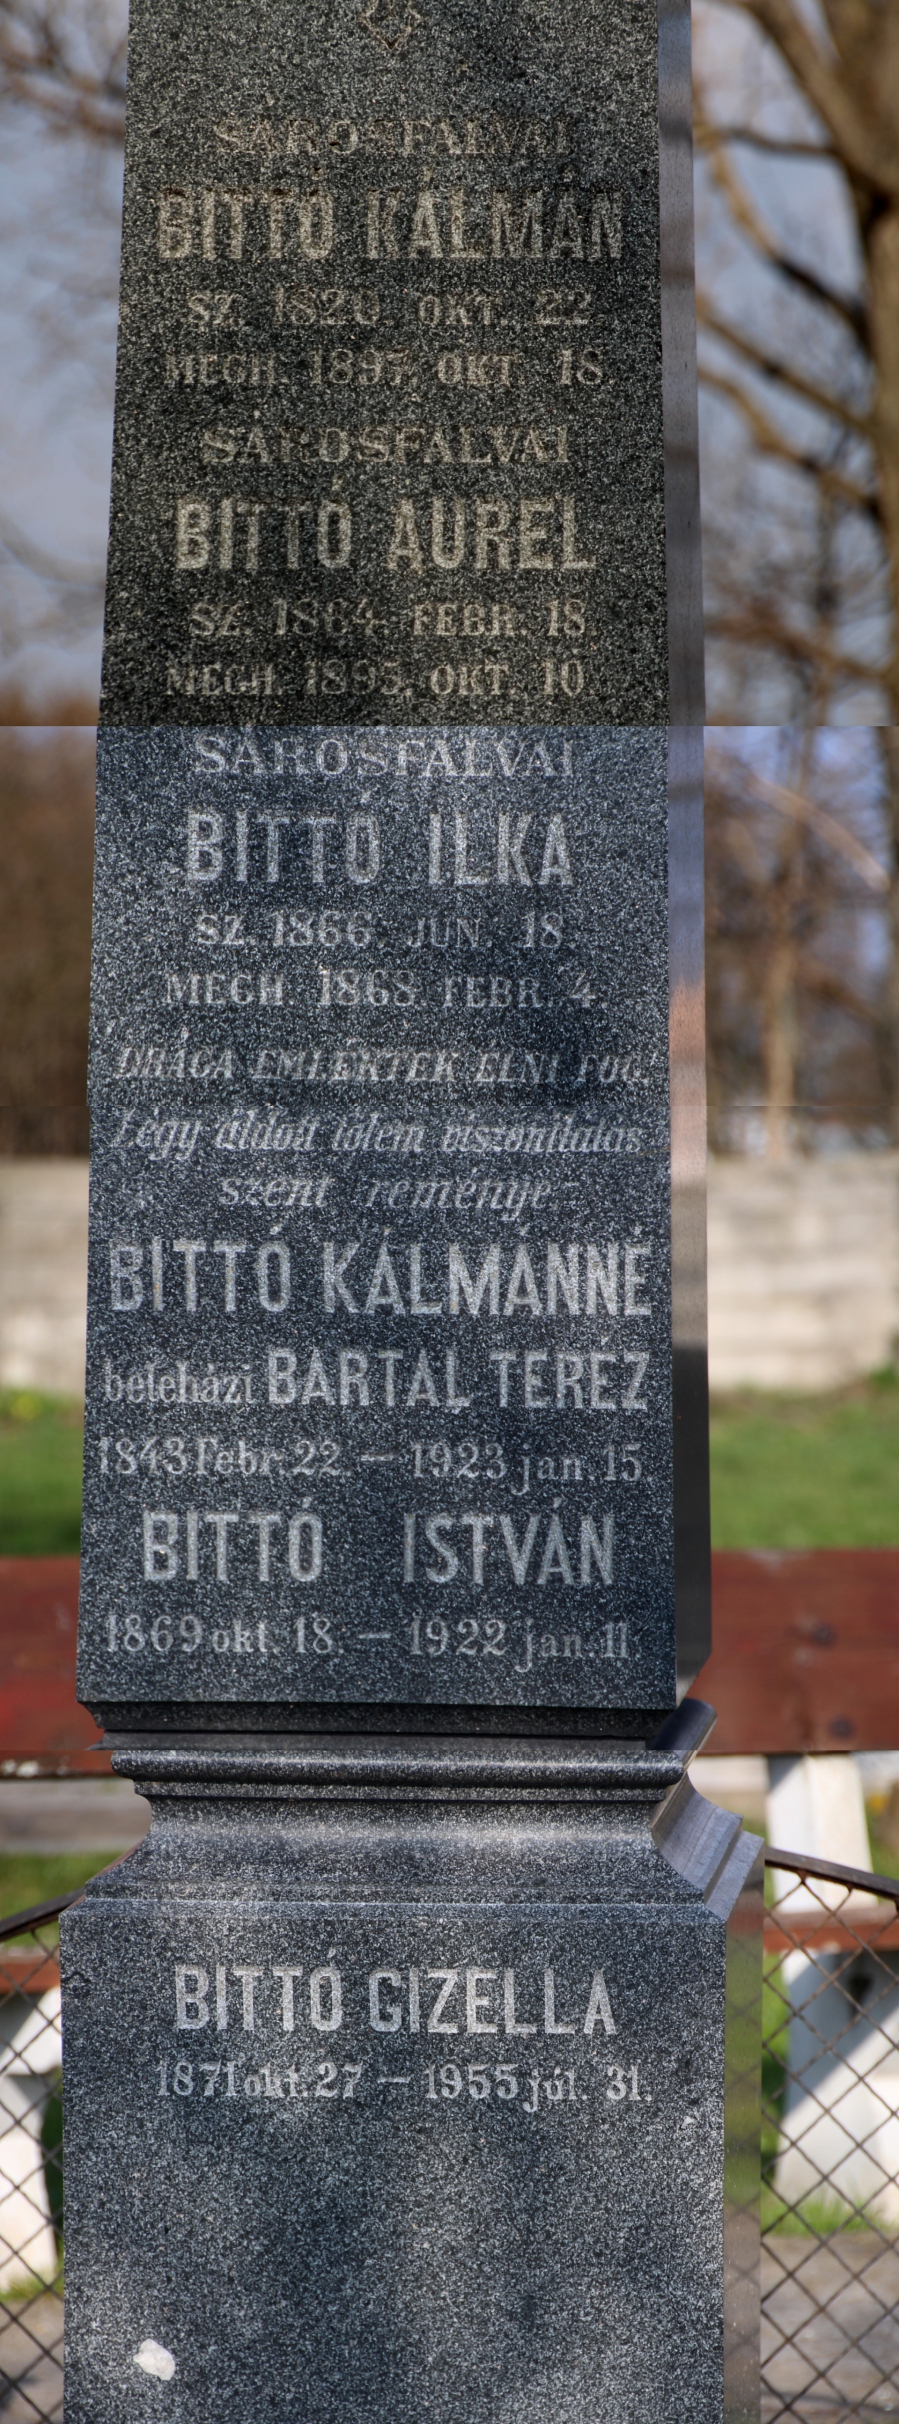 SÁROSFALVAI
BITTÓ KÁLMÁN
SZ. 1820. OKT. 22.
MEGH. 1897. OKT. 18.
SÁROSFALVAI
BITTÓ AUREL
SZ. 1864. FEBR. 18.
MEGH. 1895. OKT. 10.
SÁROSFALVAI
BITTÓ ILKA
SZ. 1866. JUN. 18.
MEGH. 1868 FEBR. 4.
DRÁGA EMLÉKTEK ÉLNI FOG!
Légy áldott iölem viszontlátás
szent reménye
BITTÓ KÁLMÁNNÉ
beleházi BARTAL TERÉZ
1843 febr. 22. — 1923 jan. 15.
BITTÓ ISTVÁN
1869 okt. 18. — 1922 jan. 11.
BITTÓ GIZELLA
1871 okt. 27 — 1955 júl. 31.